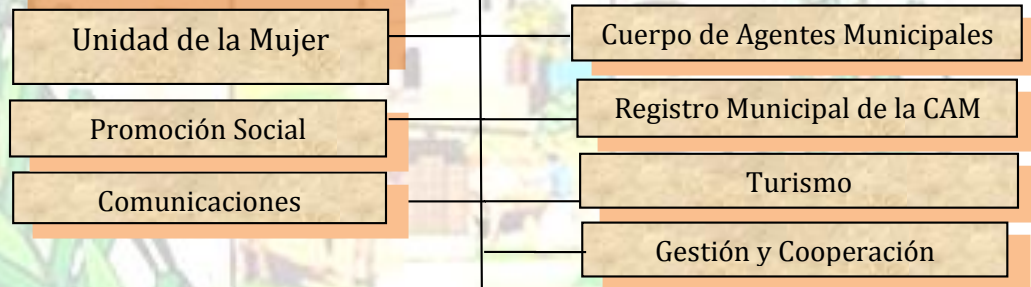 Unidad de la Mujer
Cuerpo de Agentes Municipales
Promoción Social
Registro Municipal de la CAM
Comunicaciones
Turismo
Gestión y Cooperación